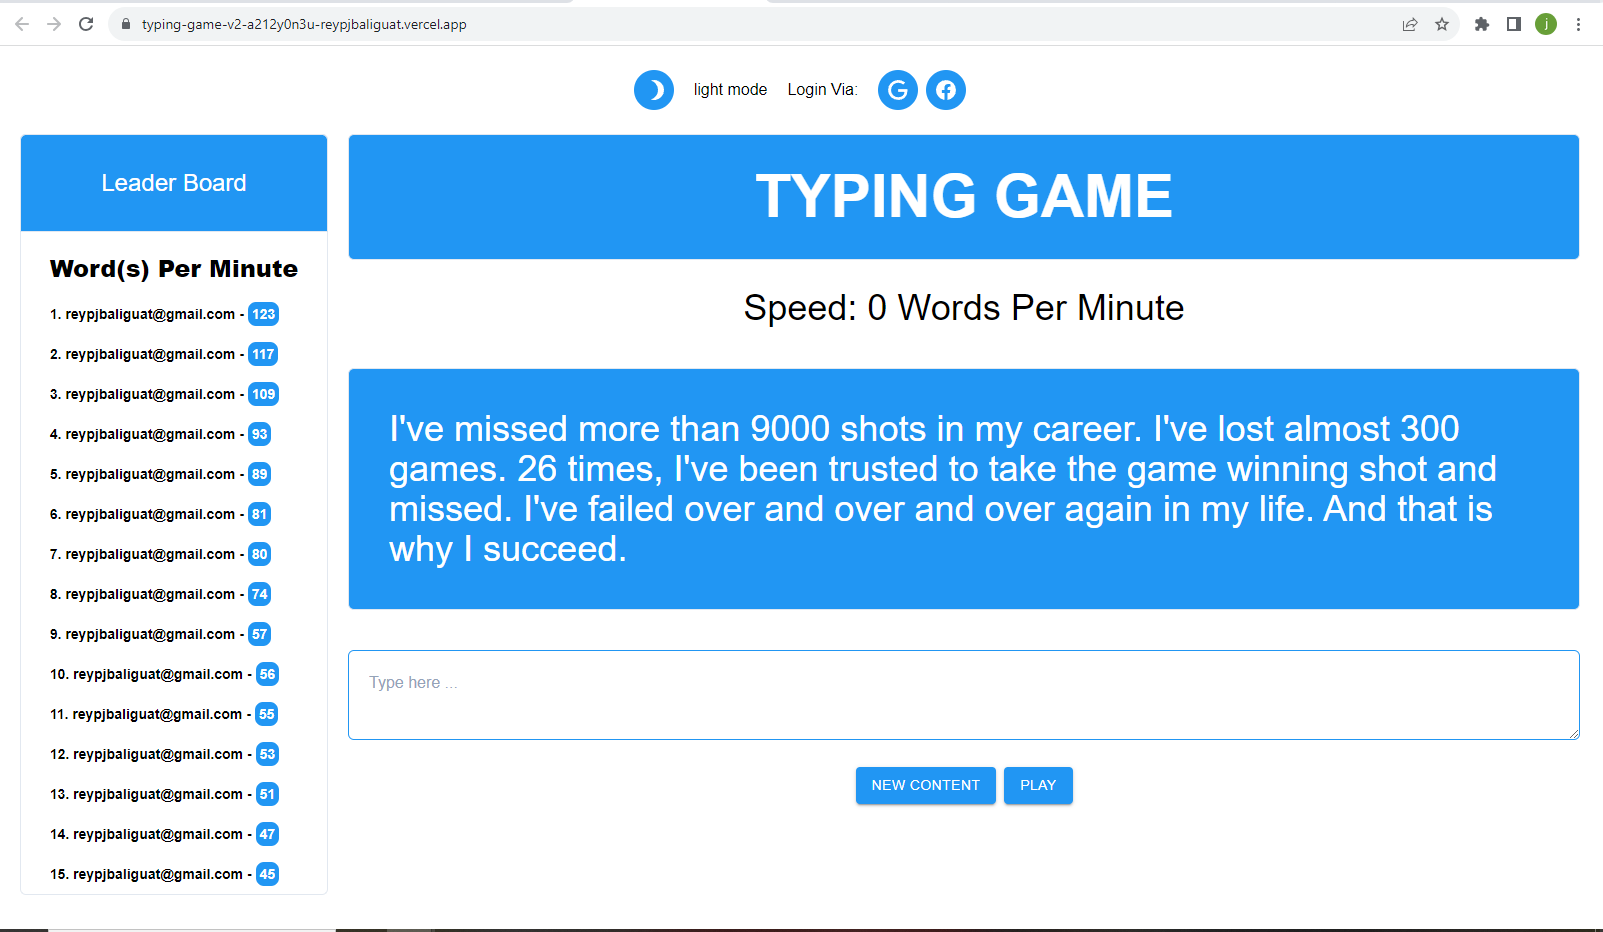 typing-game-v2-a212y0n3u-reypjbaliguat.vercel.app
j
light mode
Login Via:
G
Leader Board
Word(s) Per Minute
1. reypjbaliguat@gmail.com - 123
2. reypjbaliguat@gmail.com - 117
3. reypjbaliguat@gmail.com - 109
4. reypjbaliguat@gmail.com - 93
5. reypjbaliguat@gmail.com - 89
6. reypjbaliguat@gmail.com - 81
7. reypjbaliguat@gmail.com - 80
8. reypjbaliguat@gmail.com - 74
9. reypjbaliguat@gmail.com - 57
10. reypjbaliguat@gmail.com - 56
11. reypjbaliguat@gmail.com - 55
12. reypjbaliguat@gmail.com - 53
13. reypjbaliguat@gmail.com - 51
14. reypjbaliguat@gmail.com - 47
15. reypjbaliguat@gmail.com - 45
TYPING GAME
Speed: 0 Words Per Minute
I've missed more than 9000 shots in my career. I've lost almost 300
games. 26 times, I've been trusted to take the game winning shot and
missed. I've failed over and over and over again in my life. And that is
why I succeed.
Type here ...
NEW CONTENT
PLAY